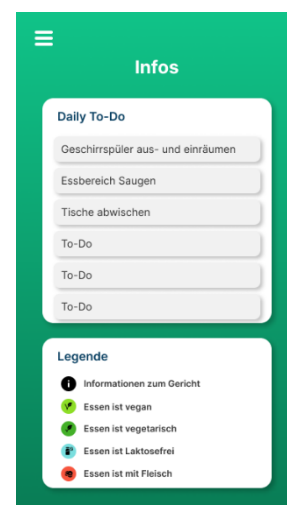 Infos
Daily To-Do
Geschirrspüler aus- und einräumen
Essbereich Saugen
Tische abwischen
To-Do
To-Do
To-Do
Legende
Informationen zum Gericht
Essen ist vegan
Essen ist vegetarisch
Essen ist Laktosefrei
Essen ist mit Fleisch